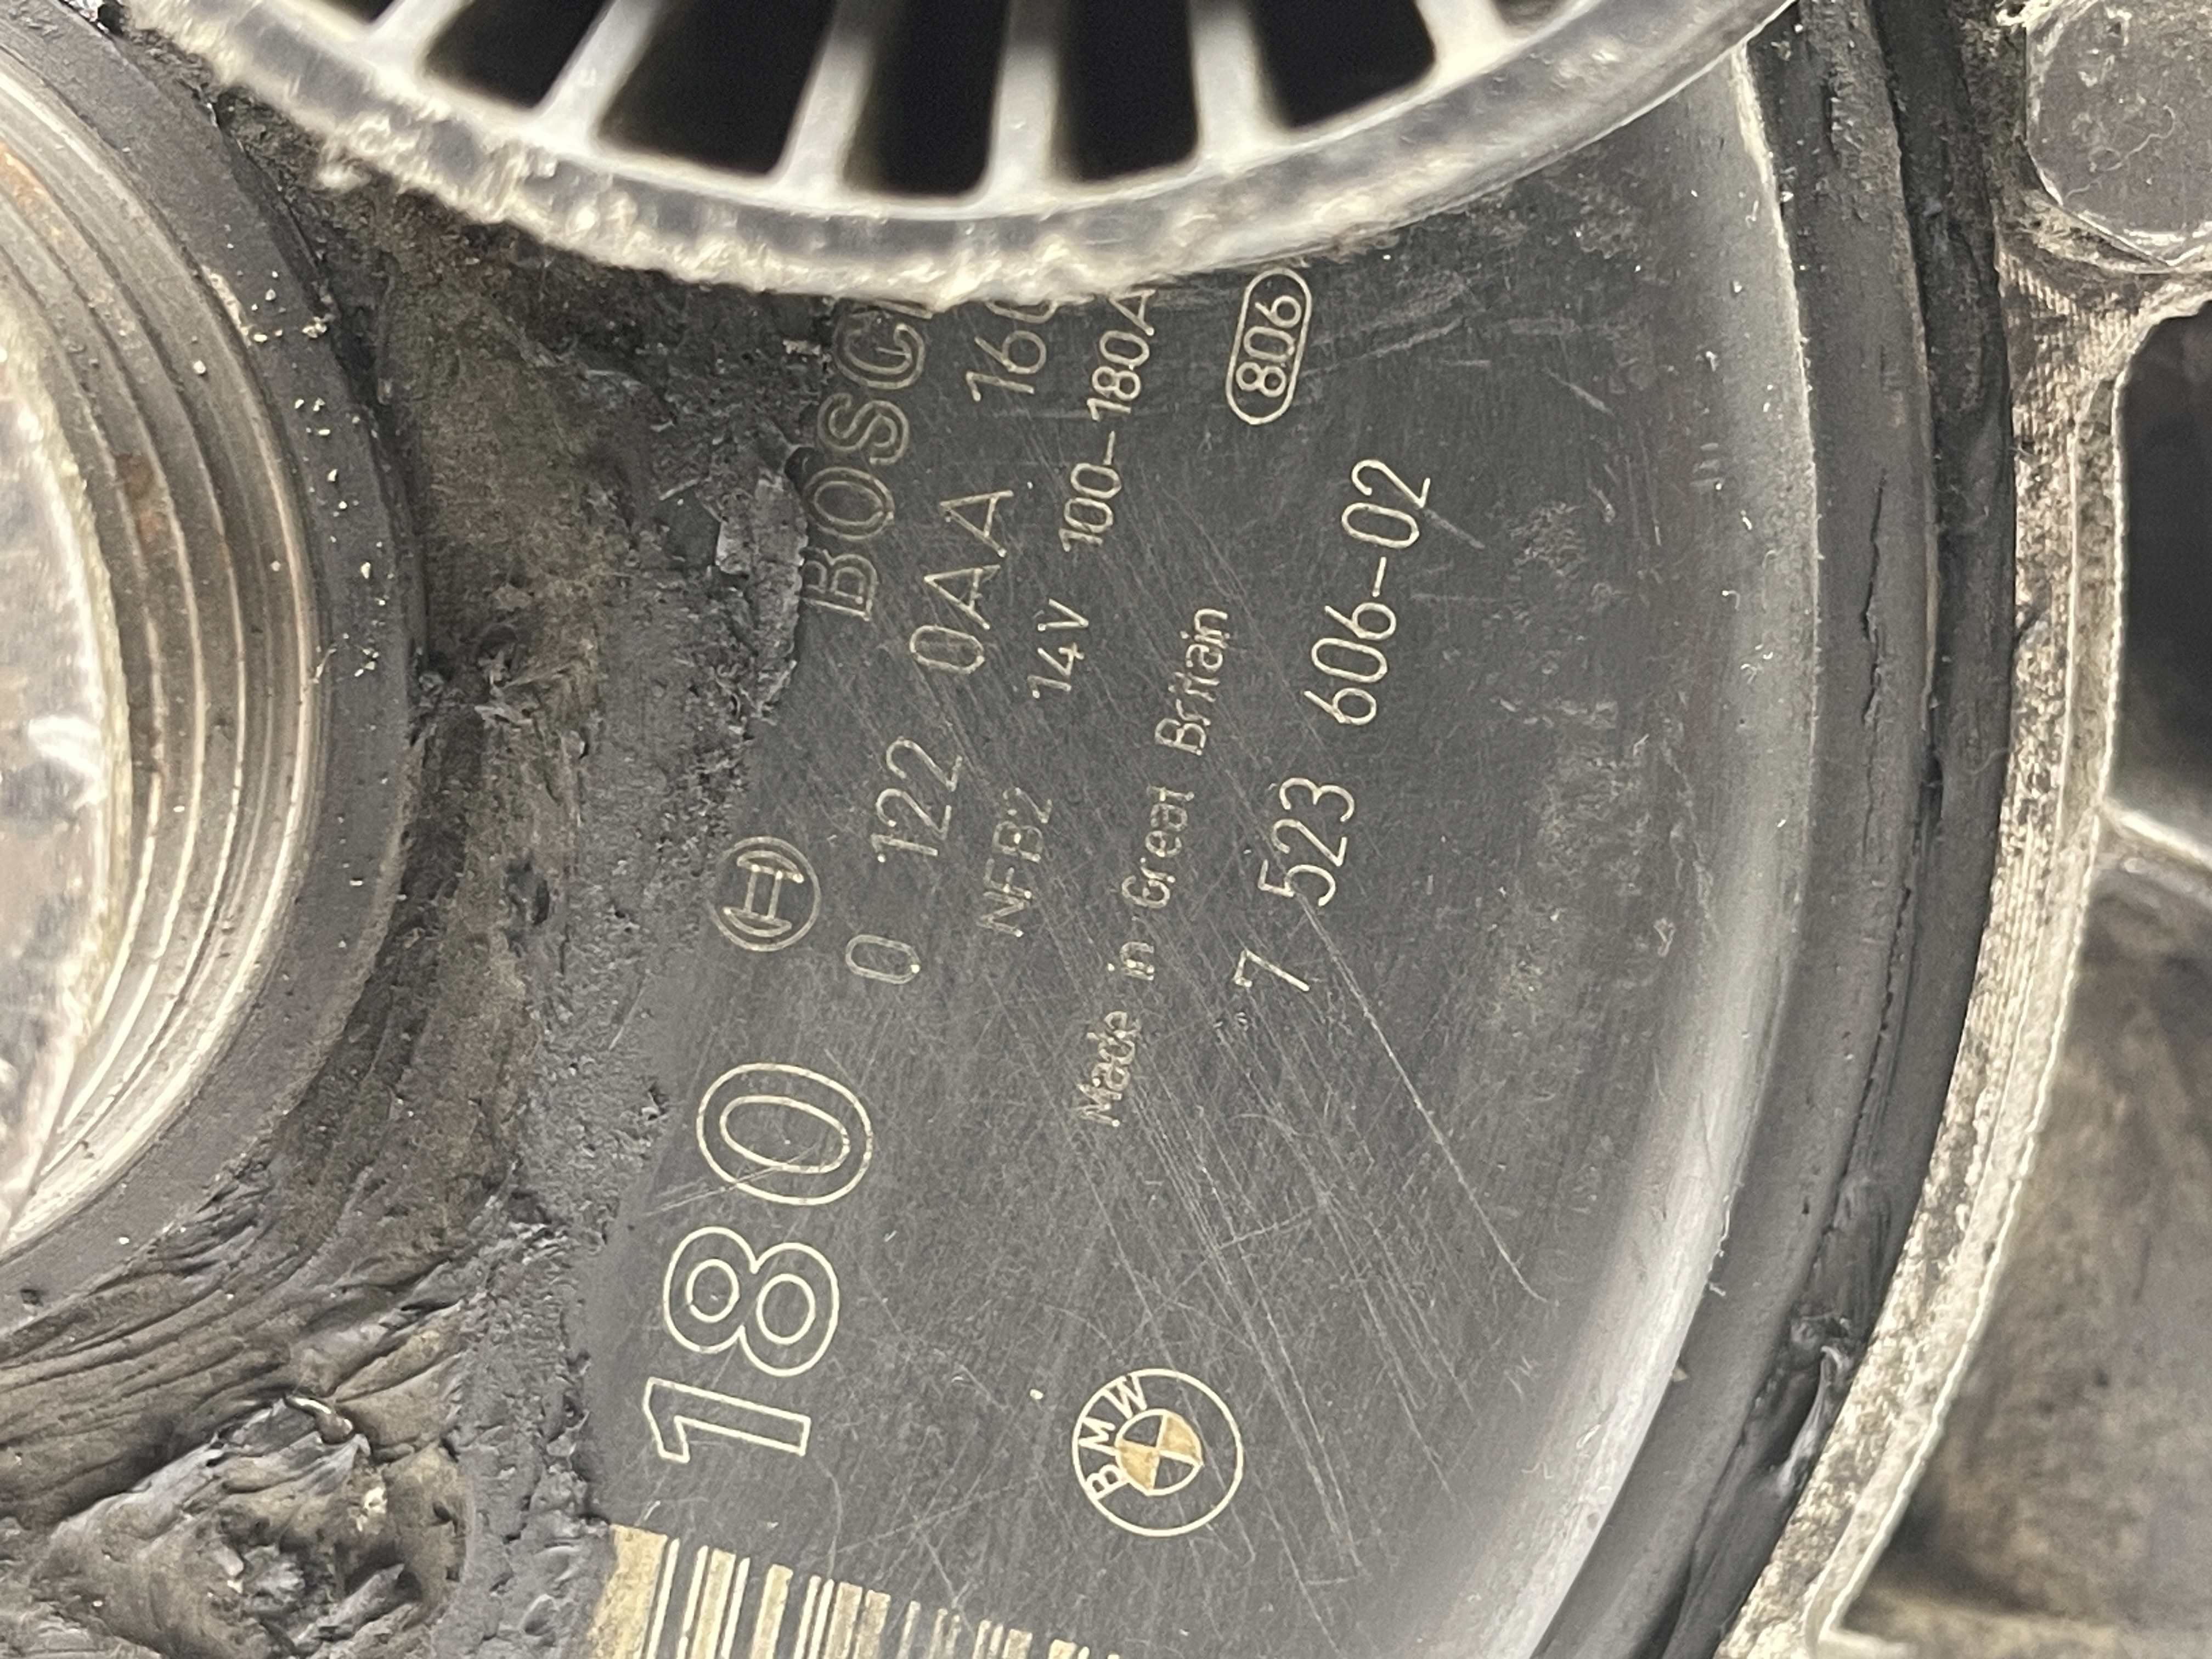 180
BOSC
0 122 0AA 16
NFB2 14V 100-180A
Made in Great Britain
806
7 523 606-02
BMW